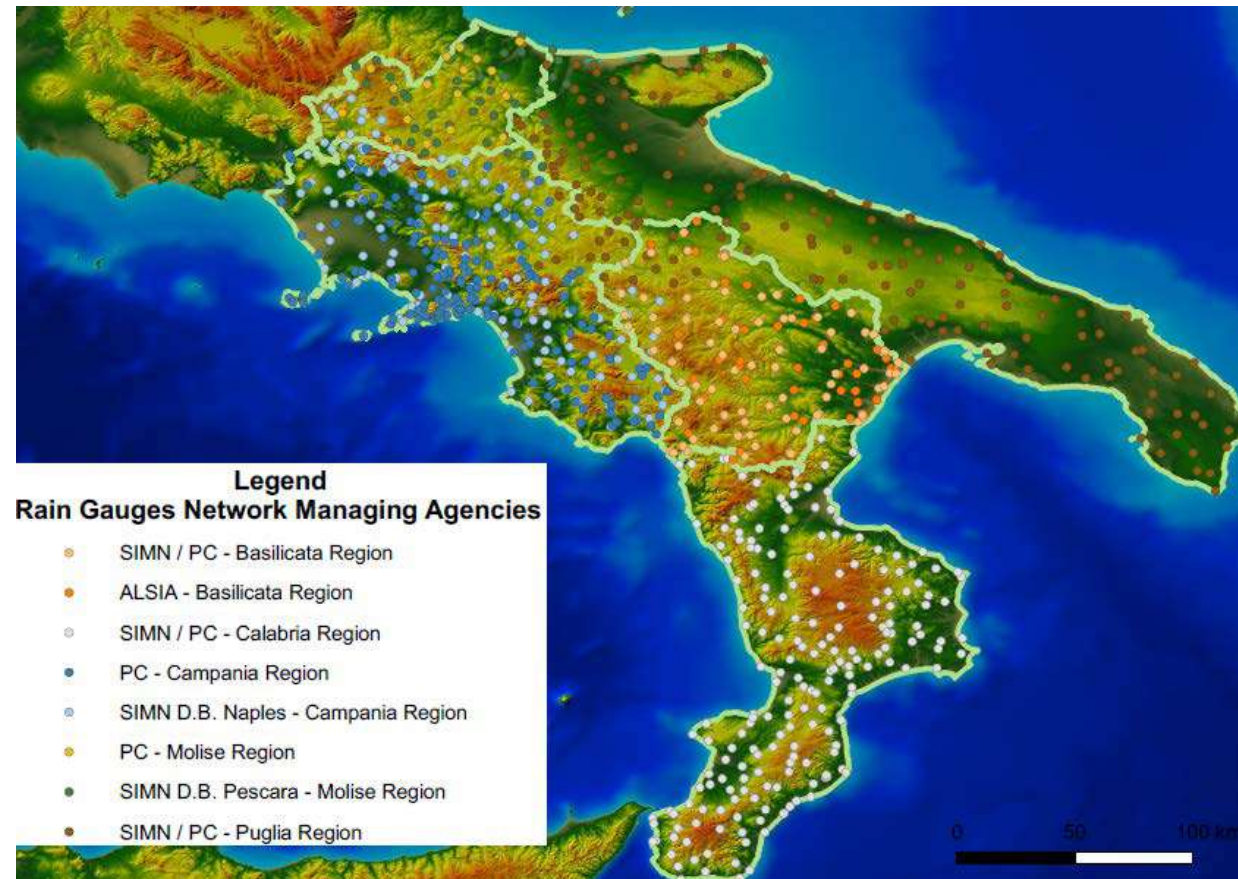 Legend
Rain Gauges Network Managing Agencies
SIMN / PC - Basilicata Region
ALSIA - Basilicata Region
SIMN / PC - Calabria Region
PC - Campania Region
SIMN D.B. Naples - Campania Region
PC - Molise Region
SIMN D.B. Pescara - Molise Region
SIMN / PC - Puglia Region
0 50 100 km